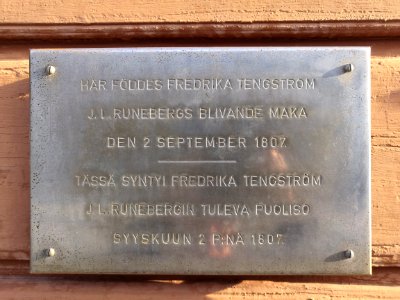 HÄR FÖDDES FREDRIKA TENGSTRÖM
J.L. RUNEBERGS BLIVANDE MAKA
DEN 2 SEPTEMBER 1807.
TÄSSÄ SYNTYI FREDRIKA TENGSTRÖM
J.L. RUNEBERGIN TULEVA PUOLISO
SYYSKUUN 2 P:NÄ 1807.